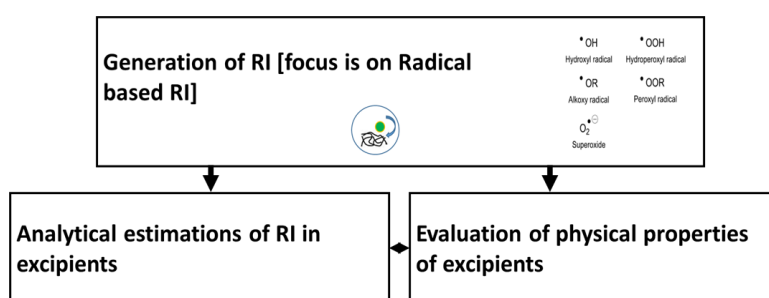 Generation of RI [focus is on Radical
based RI]
•OH •OOH
Hydroxyl radical Hydroperoxyl radical
•OR •OOR
Alkoxy radical Peroxyl radical
O₂•⊖
Superoxide
Analytical estimations of RI in
excipients
Evaluation of physical properties
of excipients